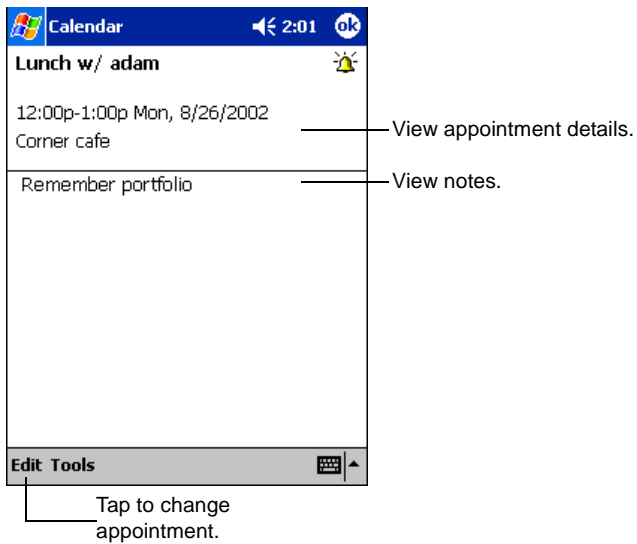 Calendar 2:01 ok
Lunch w/ adam
12:00p-1:00p Mon, 8/26/2002
Corner cafe
View appointment details.
Remember portfolio
View notes.
Edit Tools
Tap to change
appointment.